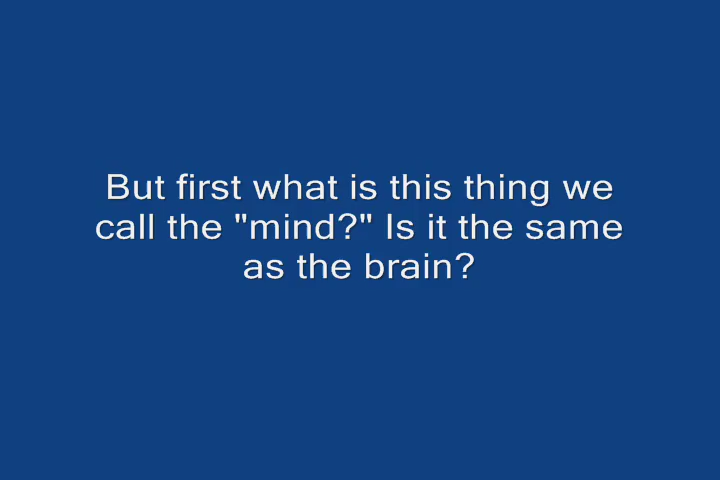 But first what is this thing we
call the "mind?" Is it the same
as the brain?